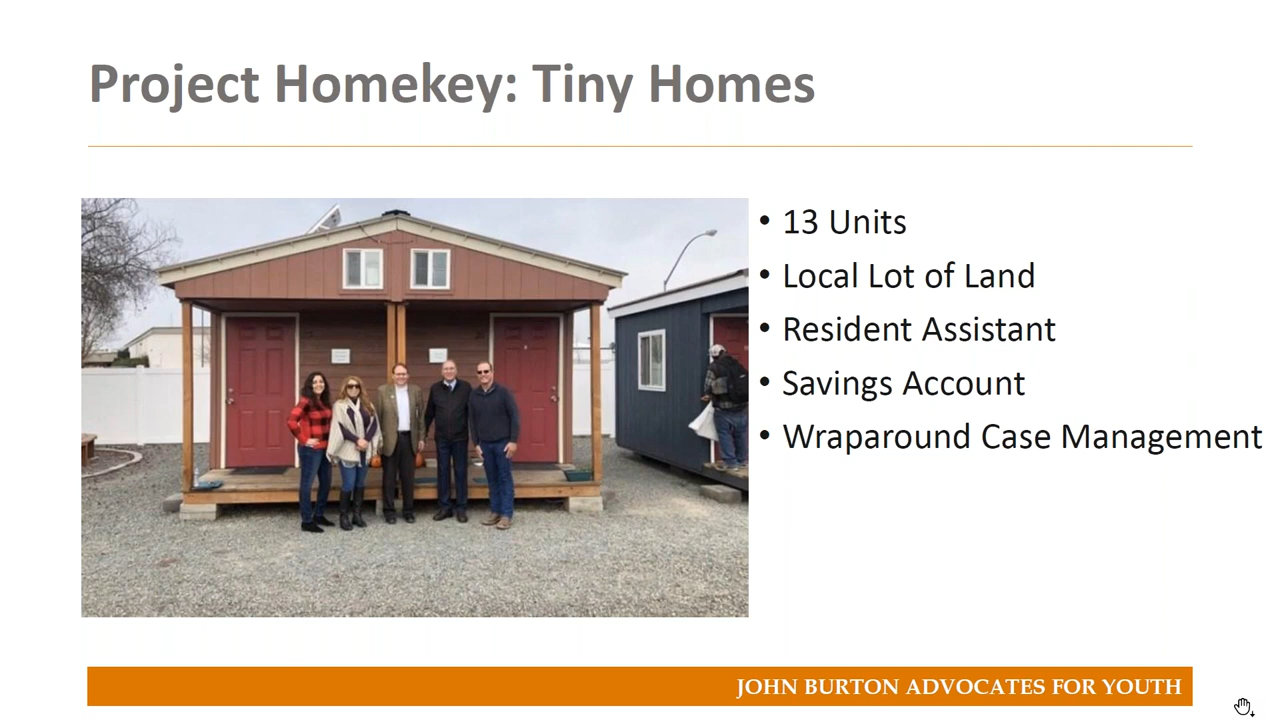 Project Homekey: Tiny Homes
• 13 Units
• Local Lot of Land
• Resident Assistant
• Savings Account
• Wraparound Case Management
JOHN BURTON ADVOCATES FOR YOUTH